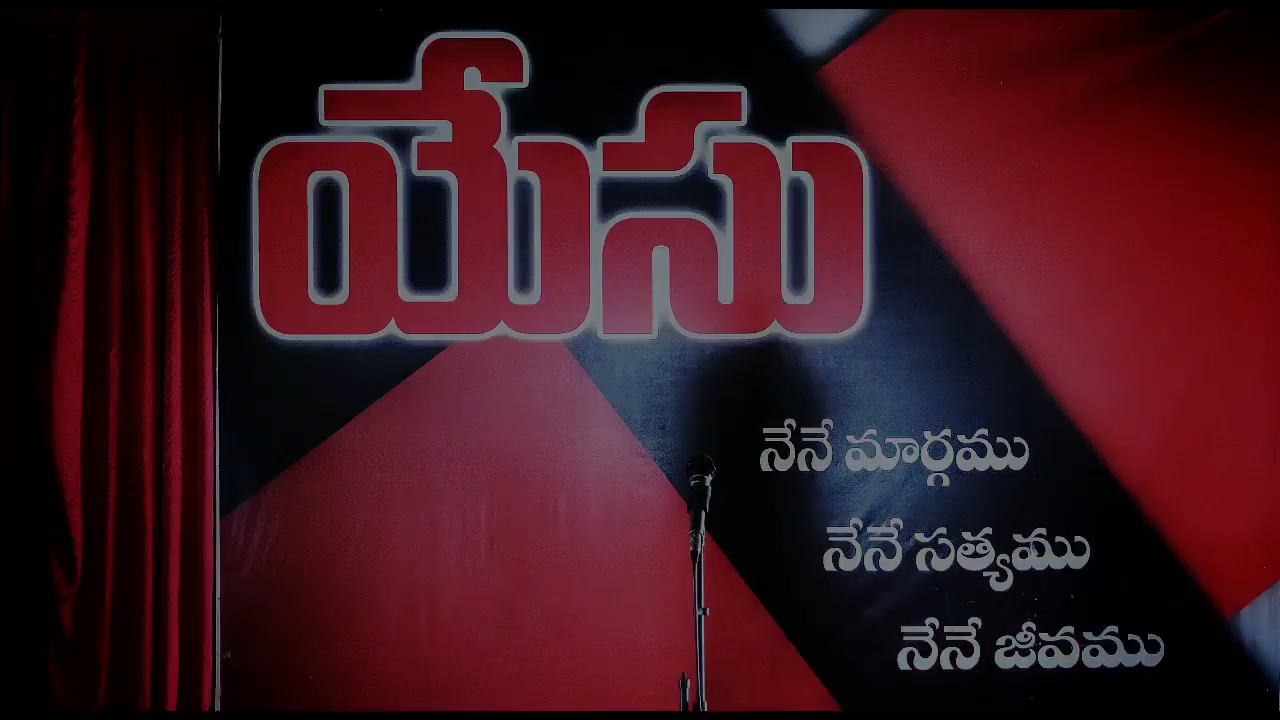 యేసు
నేనే మార్గము
నేనే సత్యము
నేనే జీవము